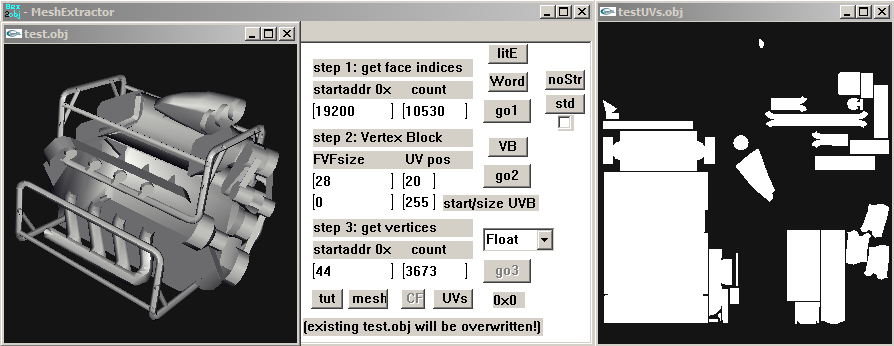 Hex
2obj
- MeshExtractor
test.obj
testUVs.obj
litE
step 1: get face indices
Word
noStr
startaddr 0x
count
[19200
]
[10530
]
go1
std
step 2: Vertex Block
VB
FVFsize
UV pos
[28
]
[20
]
go2
[0
]
[255
]
start/size UVB
step 3: get vertices
Float
startaddr 0x
count
[44
]
[3673
]
go3
tut
mesh
CF
UVs
0x0
(existing test.obj will be overwritten!)